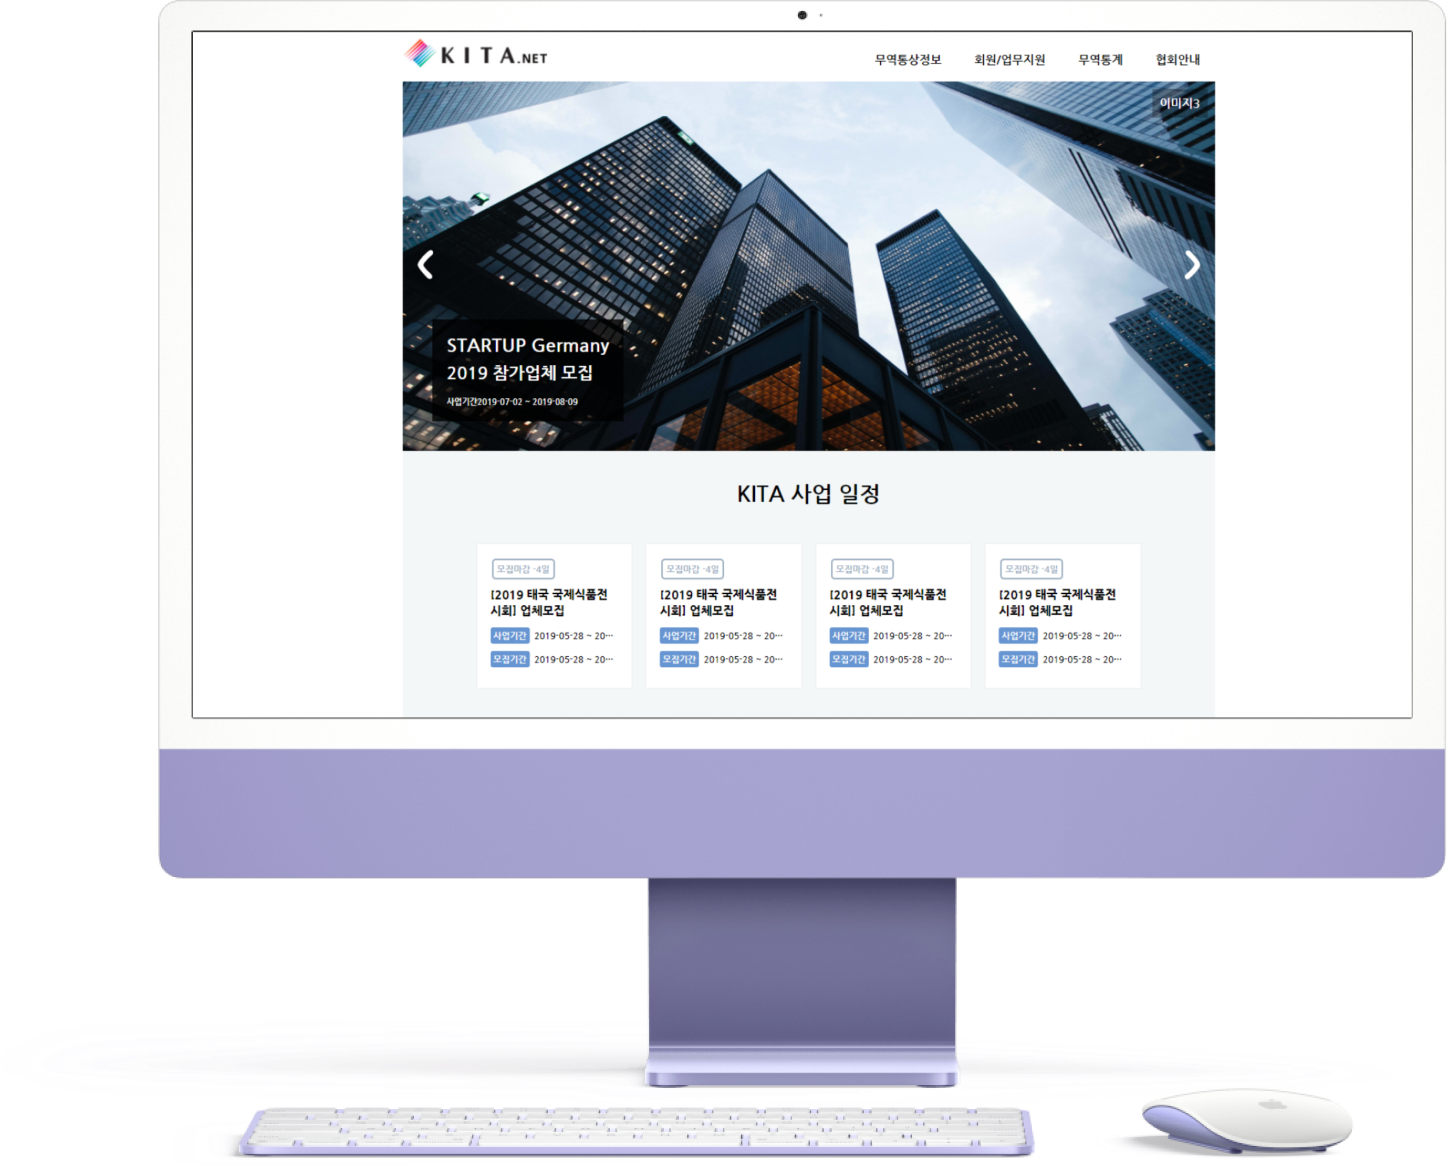 KITA.NET
무역통상정보 회원/업무지원 무역통계 협회안내
이미지3
STARTUP Germany
2019 참가업체 모집
사업기간2019-07-02 ~ 2019-08-09
KITA 사업 일정
모집마감 -4일
[2019 태국 국제식품전
시회] 업체모집
사업기간 2019-05-28 ~ 20···
모집기간 2019-05-28 ~ 20···
모집마감 -4일
[2019 태국 국제식품전
시회] 업체모집
사업기간 2019-05-28 ~ 20···
모집기간 2019-05-28 ~ 20···
모집마감 -4일
[2019 태국 국제식품전
시회] 업체모집
사업기간 2019-05-28 ~ 20···
모집기간 2019-05-28 ~ 20···
모집마감 -4일
[2019 태국 국제식품전
시회] 업체모집
사업기간 2019-05-28 ~ 20···
모집기간 2019-05-28 ~ 20···